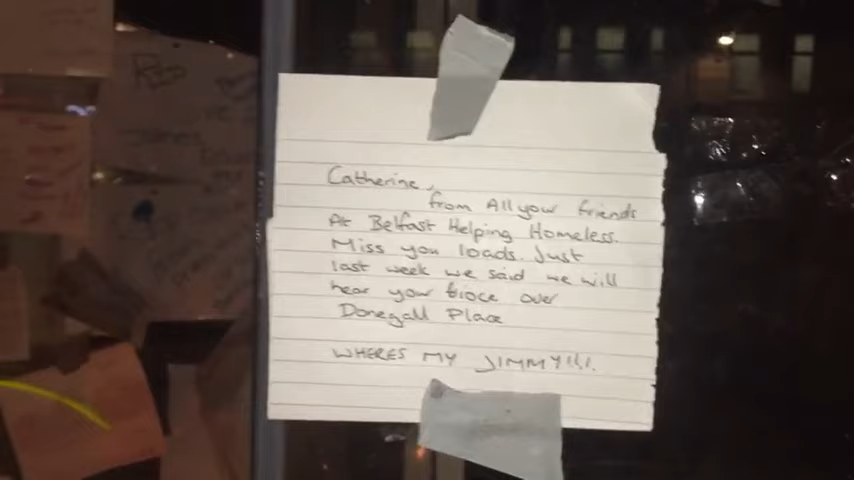 Catherine,
from All your friends
At Belfast Helping Homeless.
Miss you loads. Just
last week we said we will
hear your bioce over
Donegall Place
WHERES MY JIMMY!!!.